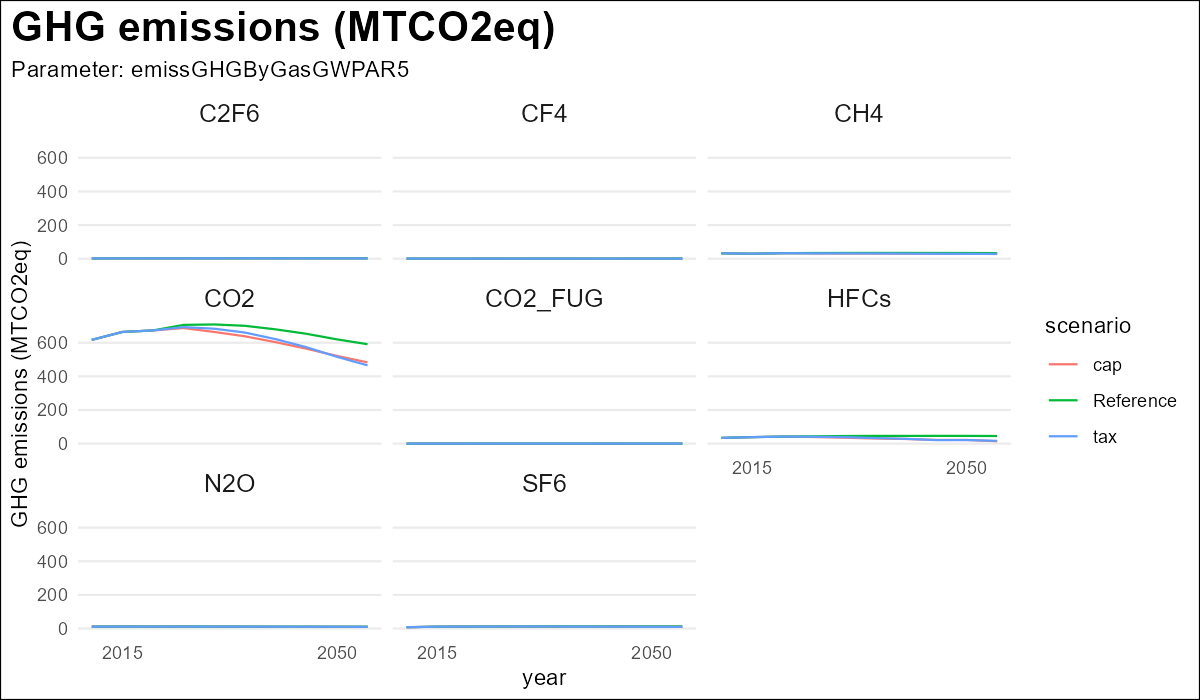 GHG emissions (MTCO2eq)
Parameter: emissGHGByGasGWPAR5
C2F6
CF4
CH4
600
400
200
0
CO2
CO2_FUG
HFCs
600
400
200
0
2015
2050
N2O
SF6
600
400
200
0
2015
2050
2015
2050
GHG emissions (MTCO2eq)
year
scenario
cap
Reference
tax